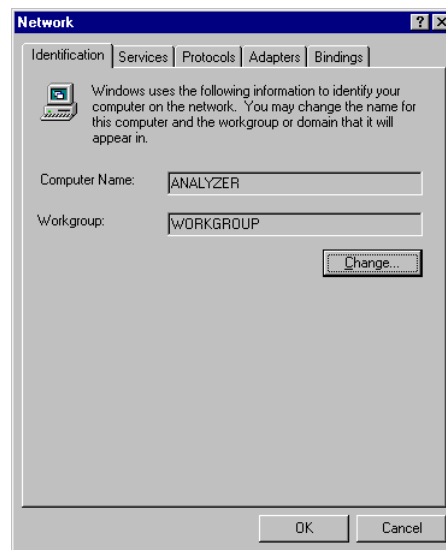 Network
Identification Services Protocols Adapters Bindings
Windows uses the following information to identify your
computer on the network. You may change the name for
this computer and the workgroup or domain that it will
appear in.
Computer Name: ANALYZER
Workgroup: WORKGROUP
Change...
OK Cancel